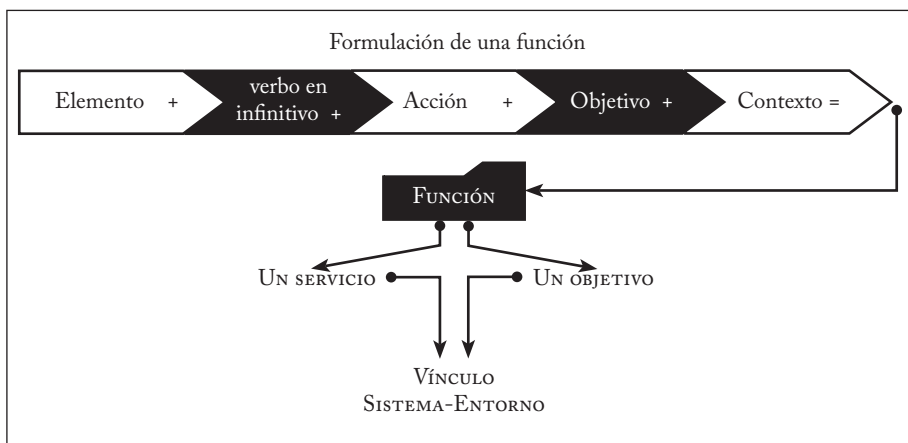 Formulación de una función
Elemento +
verbo en
infinitivo +
Acción +
Objetivo +
Contexto =
Función
Un servicio
Un objetivo
Vínculo
Sistema-Entorno